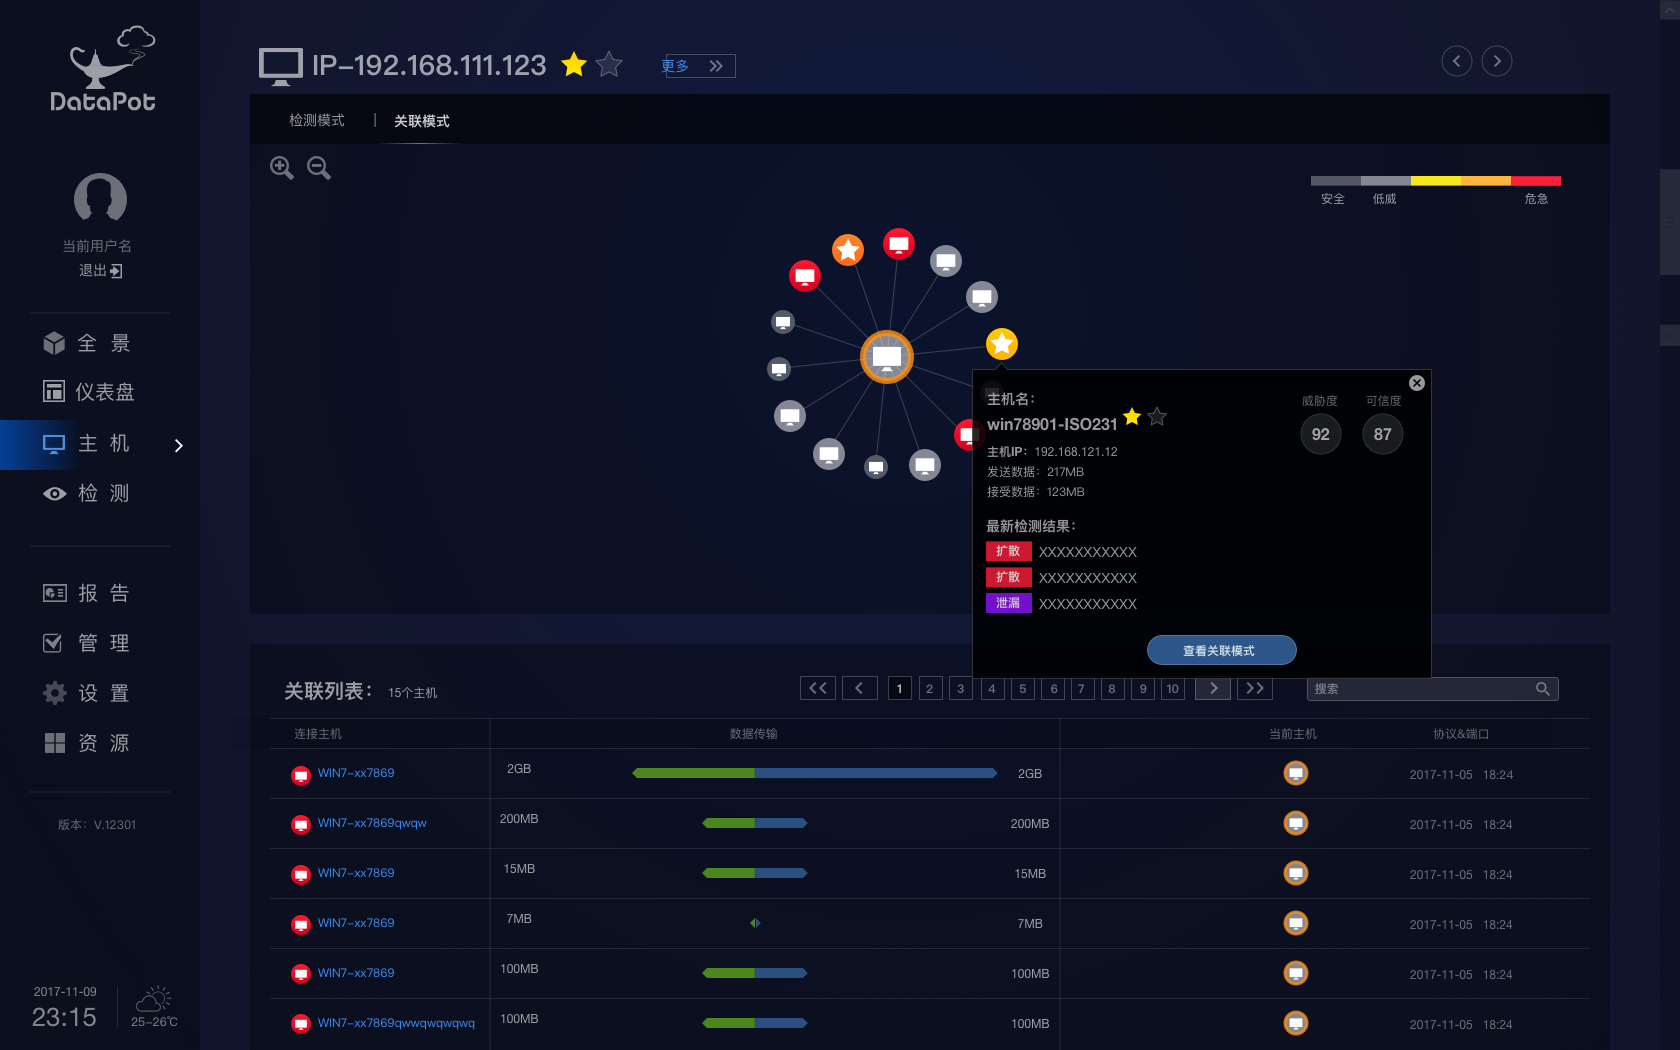 DataPot
当前用户名
退出
全 景
仪表盘
主 机
检 测
报 告
管 理
设 置
资 源
版本：V.12301
2017-11-09
23:15
25-26℃
IP-192.168.111.123
更多
检测模式 | 关联模式
安全 低威 危急
主机名：
win78901-ISO231
主机IP：192.168.121.12
发送数据：217MB
接受数据：123MB
威胁度 可信度
92 87
最新检测结果：
扩散 XXXXXXXXXXX
扩散 XXXXXXXXXXX
泄漏 XXXXXXXXXXX
查看关联模式
关联列表： 15个主机
1 2 3 4 5 6 7 8 9 10
搜索
连接主机 数据传输 当前主机 协议&端口
WIN7-xx7869 2GB 2GB 2017-11-05 18:24
WIN7-xx7869qwqw 200MB 200MB 2017-11-05 18:24
WIN7-xx7869 15MB 15MB 2017-11-05 18:24
WIN7-xx7869 7MB 7MB 2017-11-05 18:24
WIN7-xx7869 100MB 100MB 2017-11-05 18:24
WIN7-xx7869qwwqwqwqwq 100MB 100MB 2017-11-05 18:24